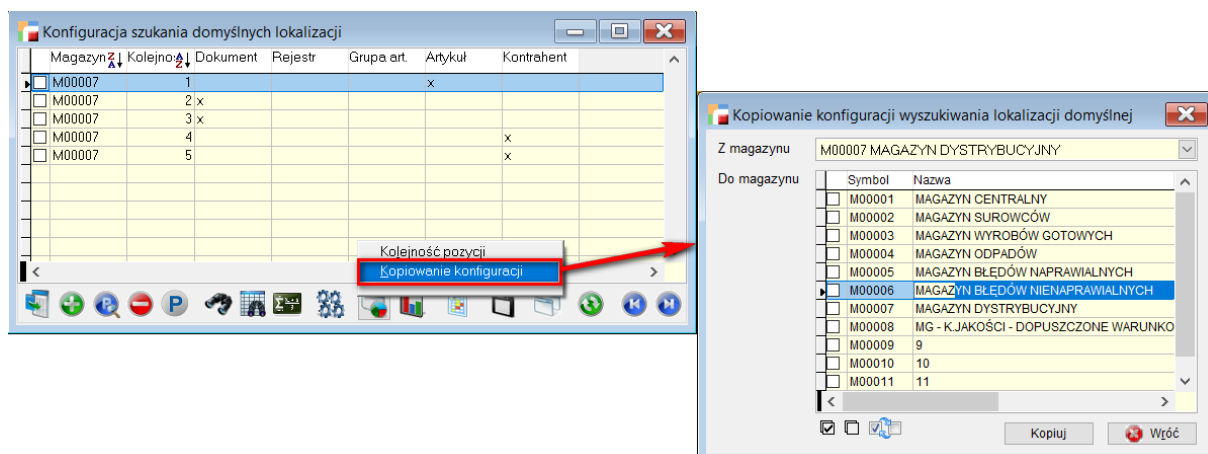 Konfiguracja szukania domyślnych lokalizacji
Magazyn Kolejno: Dokument Rejestr Grupa art. Artykuł Kontrahent
M00007 1 x
M00007 2 x
M00007 3 x
M00007 4 x
M00007 5 x
Kolejność pozycji
Kopiowanie konfiguracji
Kopiowanie konfiguracji wyszukiwania lokalizacji domyślnej
Z magazynu M00007 MAGAZYN DYSTRYBUCYJNY
Do magazynu
Symbol Nazwa
M00001 MAGAZYN CENTRALNY
M00002 MAGAZYN SUROWCÓW
M00003 MAGAZYN WYROBÓW GOTOWYCH
M00004 MAGAZYN ODPADÓW
M00005 MAGAZYN BŁĘDÓW NAPRAWIALNYCH
M00006 MAGAZYN BŁĘDÓW NIENAPRAWIALNYCH
M00007 MAGAZYN DYSTRYBUCYJNY
M00008 MG - K.JAKOŚCI - DOPUSZCZONE WARUNKO
M00009 9
M00010 10
M00011 11
Kopiuj Wróć